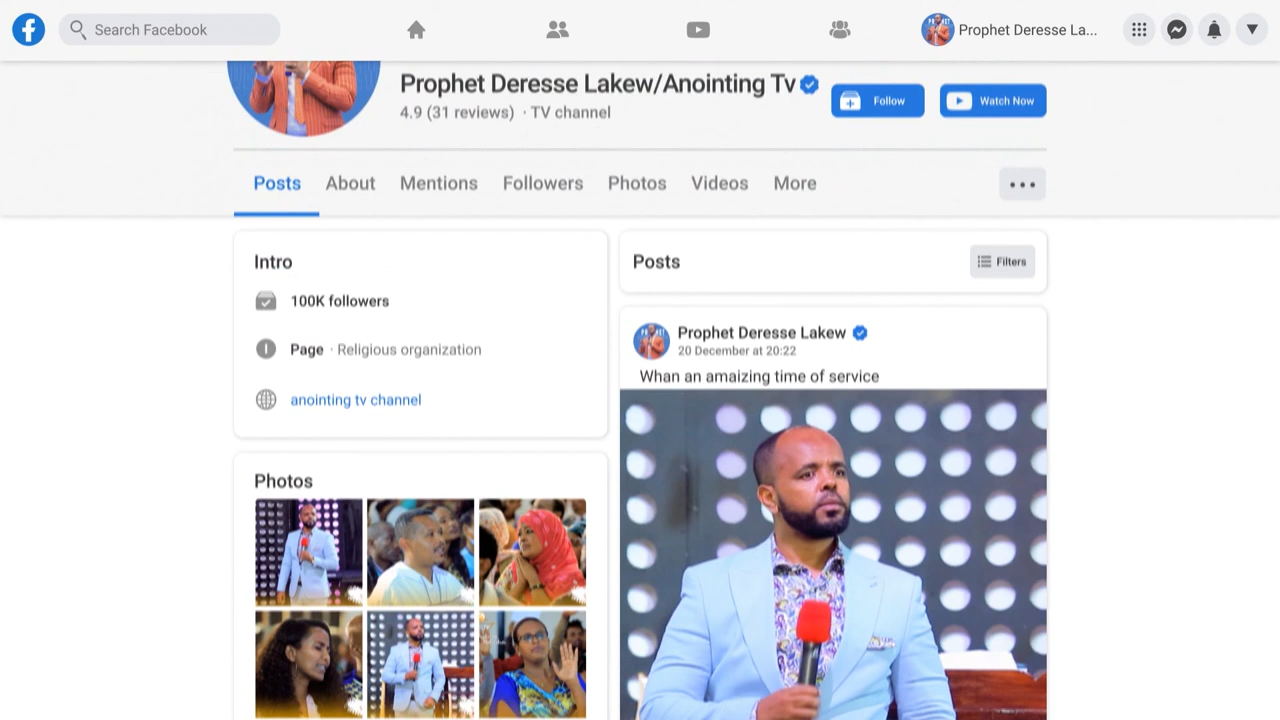 Search Facebook
Prophet Deresse La...
Prophet Deresse Lakew/Anointing Tv
4.9 (31 reviews) · TV channel
Follow
Watch Now
Posts About Mentions Followers Photos Videos More
Intro
100K followers
Page · Religious organization
anointing tv channel
Photos
Posts
Filters
Prophet Deresse Lakew
20 December at 20:22
Whan an amaizing time of service